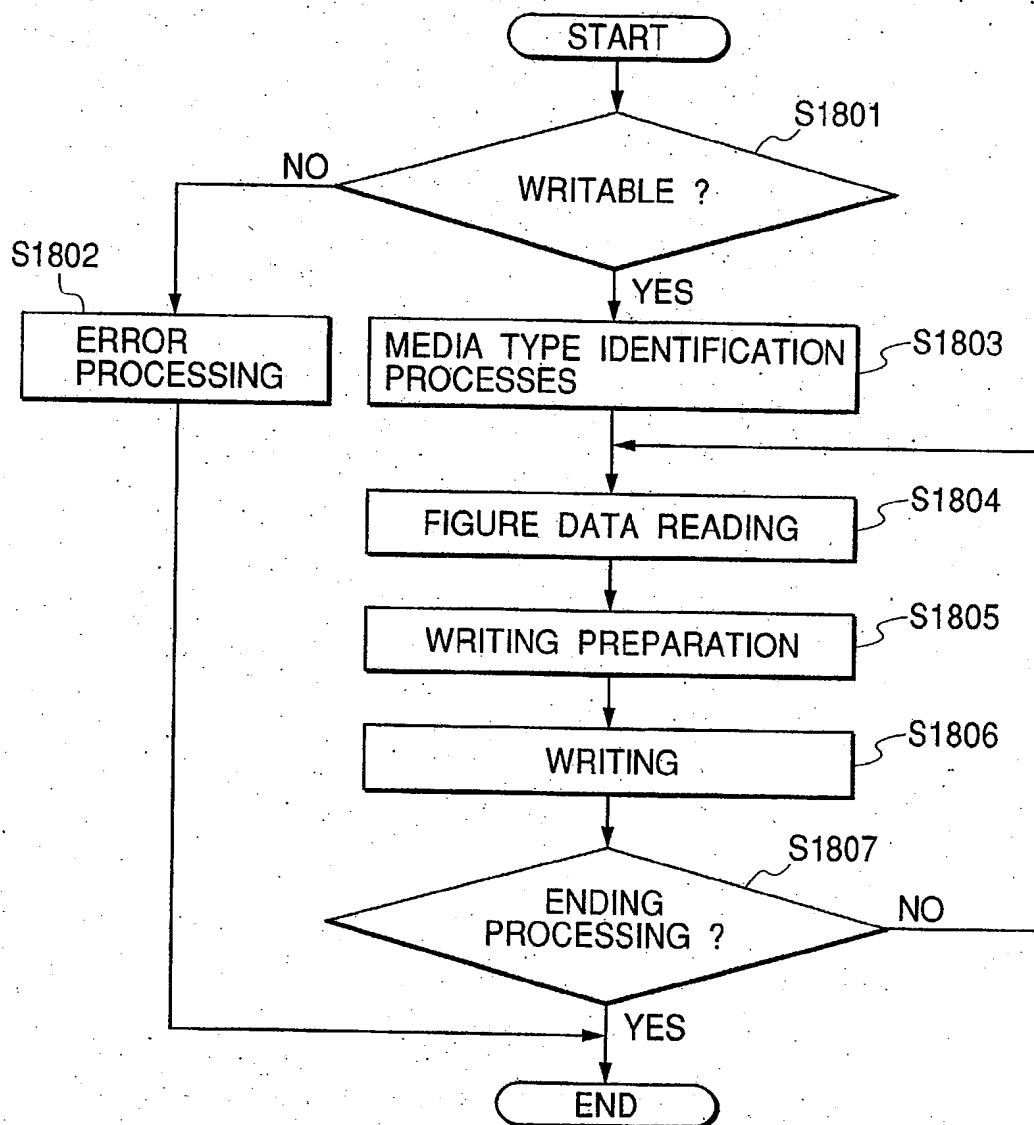 START
S1801
NO
WRITABLE ?
S1802
YES
ERROR
PROCESSING
MEDIA TYPE IDENTIFICATION
PROCESSES
S1803
S1804
FIGURE DATA READING
S1805
WRITING PREPARATION
S1806
WRITING
S1807
ENDING
PROCESSING ?
NO
YES
END